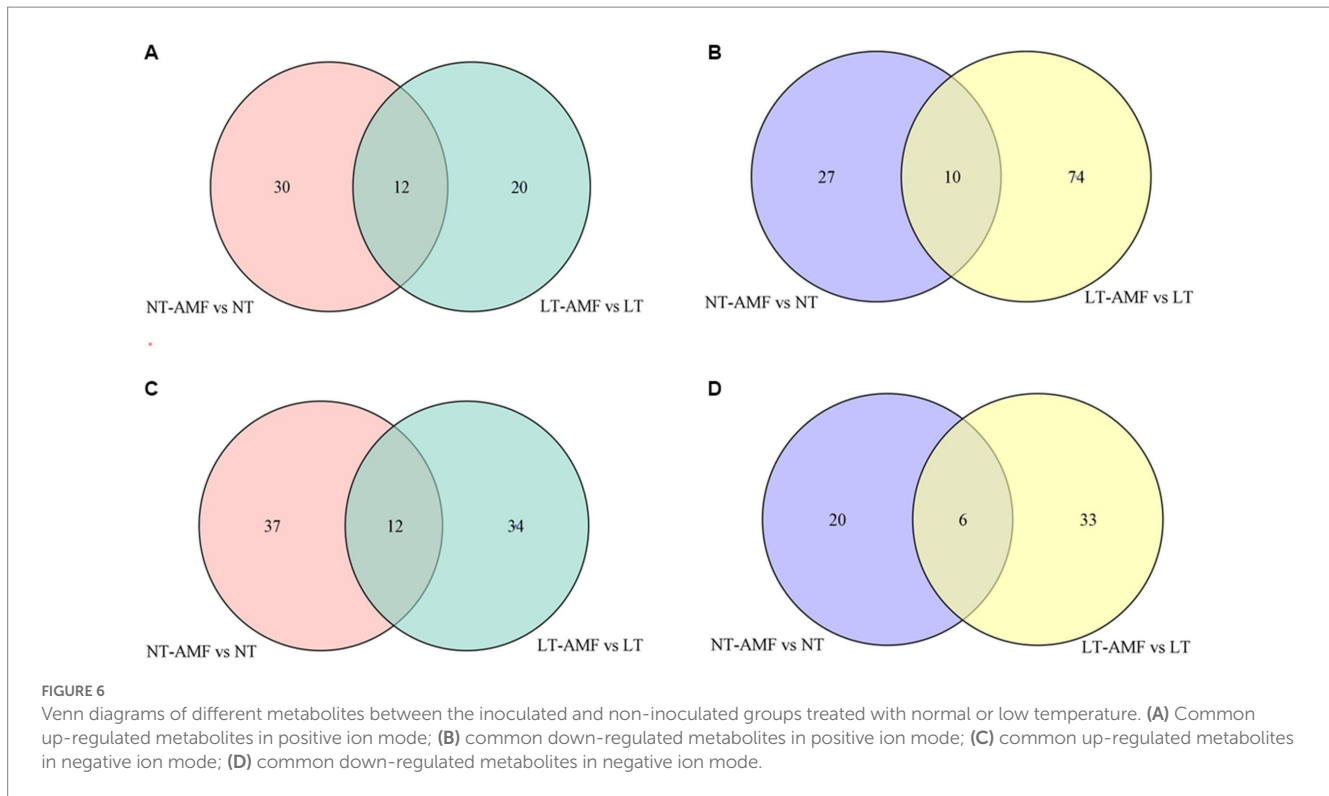 A
B
30
12
20
27
10
74
NT-AMF vs NT
LT-AMF vs LT
NT-AMF vs NT
LT-AMF vs LT
C
D
37
12
34
20
6
33
NT-AMF vs NT
LT-AMF vs LT
NT-AMF vs NT
LT-AMF vs LT
FIGURE 6
Venn diagrams of different metabolites between the inoculated and non-inoculated groups treated with normal or low temperature. (A) Common
up-regulated metabolites in positive ion mode; (B) common down-regulated metabolites in positive ion mode; (C) common up-regulated metabolites
in negative ion mode; (D) common down-regulated metabolites in negative ion mode.